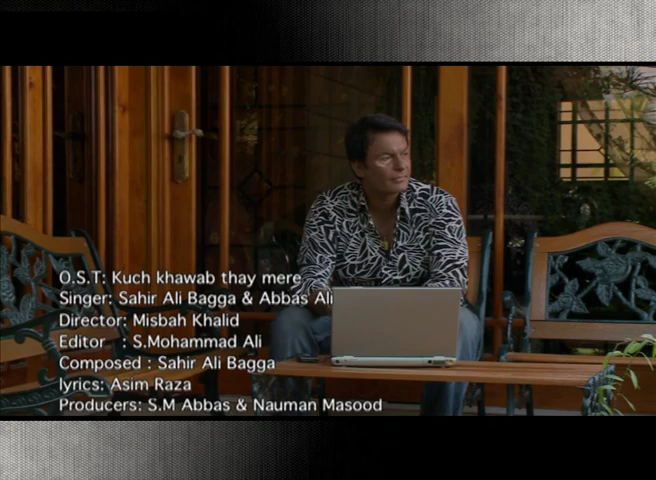 O.S.T: Kuch khawab thay mere
Singer: Sahir Ali Bagga & Abbas Ali
Director: Misbah Khalid
Editor : S.Mohammad Ali
Composed : Sahir Ali Bagga
lyrics: Asim Raza
Producers: S.M Abbas & Nauman Masood